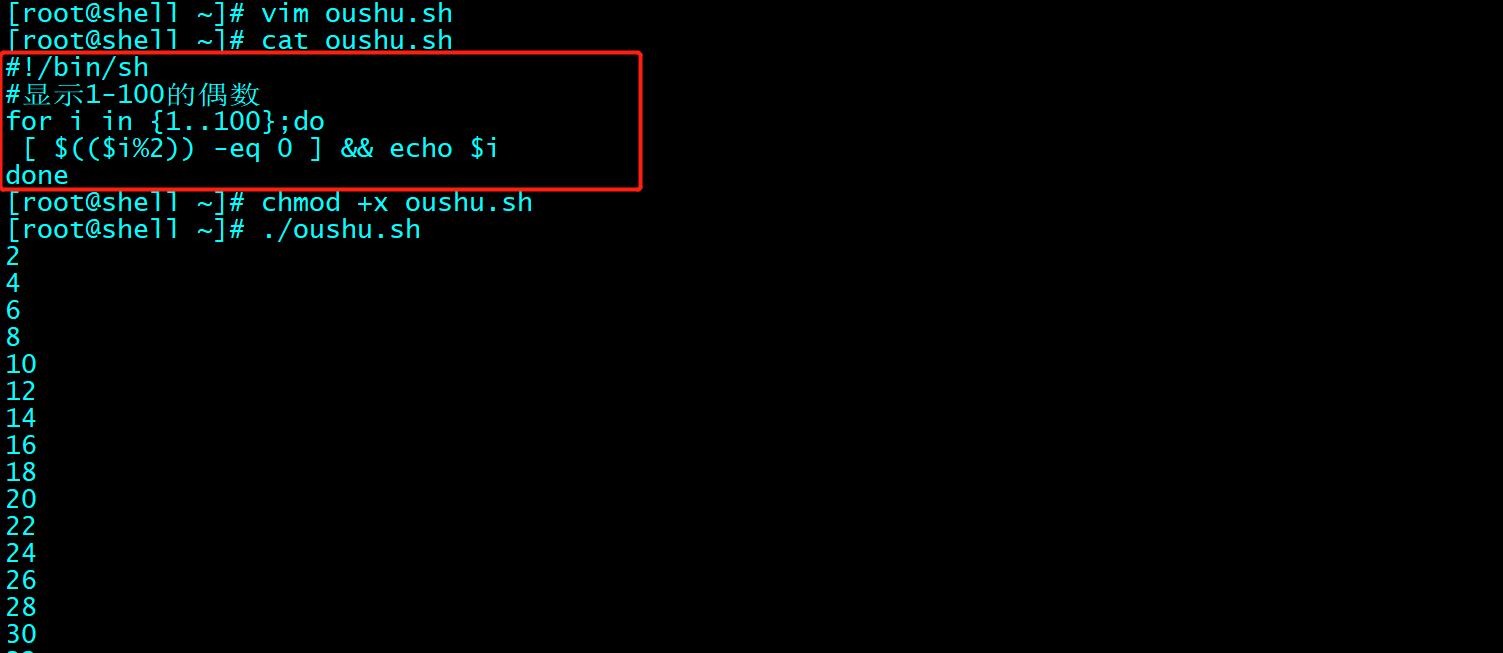 [root@shell ~]# vim oushu.sh
[root@shell ~]# cat oushu.sh
#!/bin/sh
#显示1-100的偶数
for i in {1..100};do
 [ $(($i%2)) -eq 0 ] && echo $i
done
[root@shell ~]# chmod +x oushu.sh
[root@shell ~]# ./oushu.sh
2
4
6
8
10
12
14
16
18
20
22
24
26
28
30